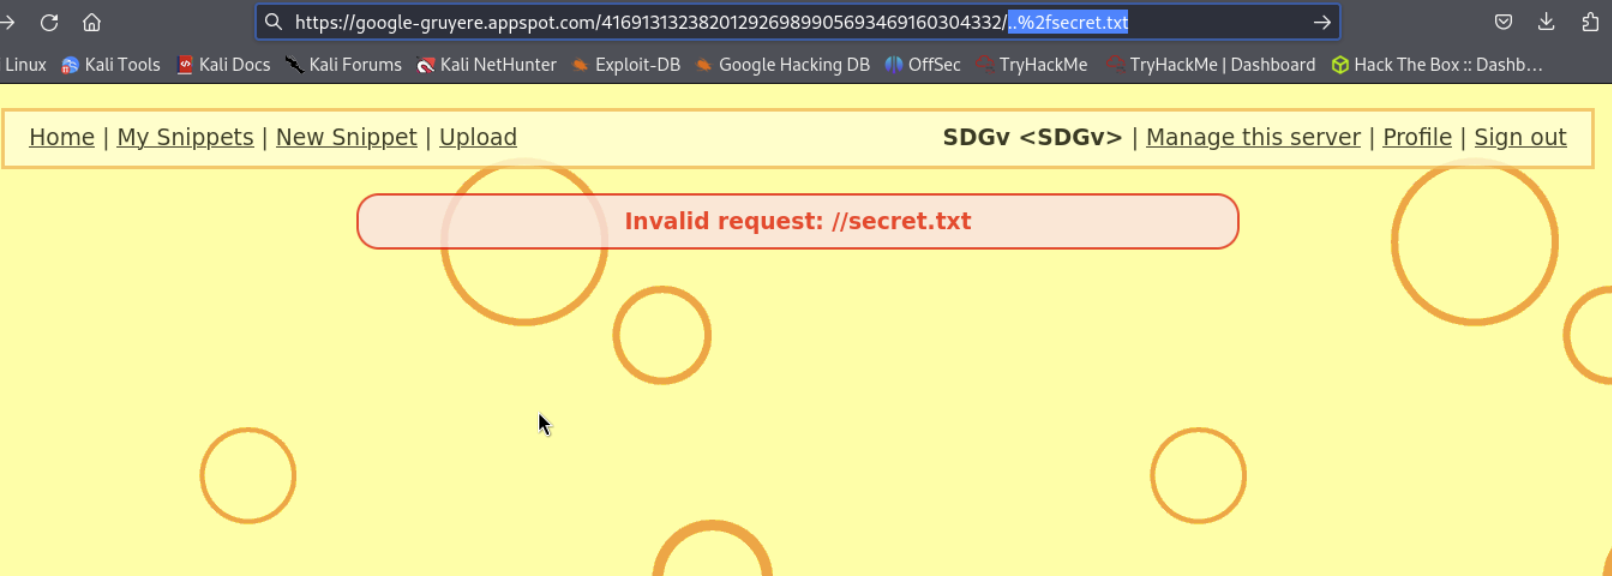 https://google-gruyere.appspot.com/416913132382012926989905693469160304332/..%2fsecret.txt
Linux Kali Tools Kali Docs Kali Forums Kali NetHunter Exploit-DB Google Hacking DB OffSec TryHackMe TryHackMe | Dashboard Hack The Box :: Dashb…
Home | My Snippets | New Snippet | Upload SDGv <SDGv> | Manage this server | Profile | Sign out
Invalid request: //secret.txt